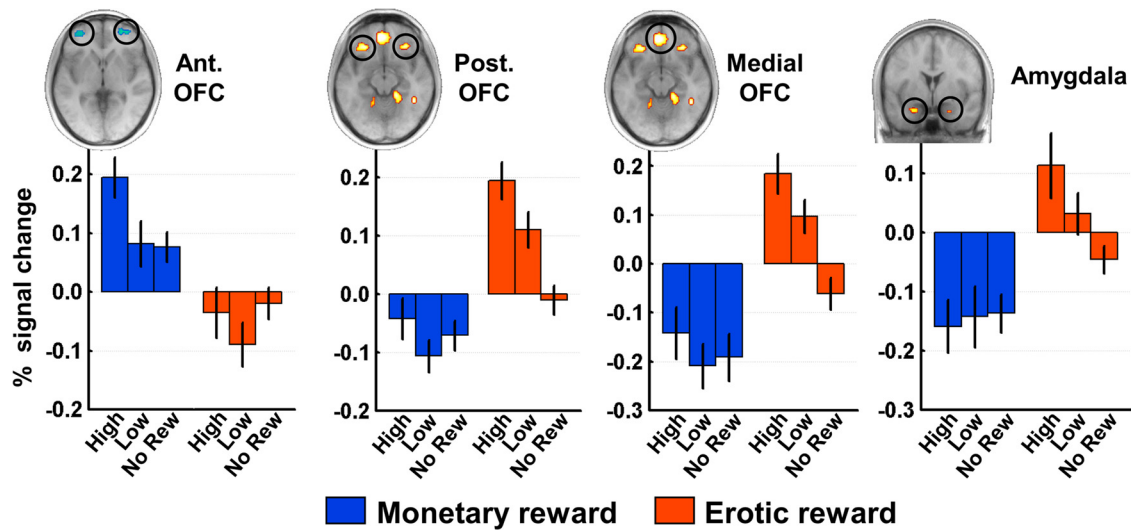 Ant.
OFC
Post.
OFC
Medial
OFC
Amygdala
% signal change
0.2
0.1
0.0
-0.1
-0.2
High
Low
No Rew
High
Low
No Rew
0.2
0.1
0.0
-0.1
-0.2
High
Low
No Rew
High
Low
No Rew
0.2
0.1
0.0
-0.1
-0.2
-0.3
High
Low
No Rew
High
Low
No Rew
0.1
0.0
-0.1
-0.2
-0.3
High
Low
No Rew
High
Low
No Rew
Monetary reward Erotic reward